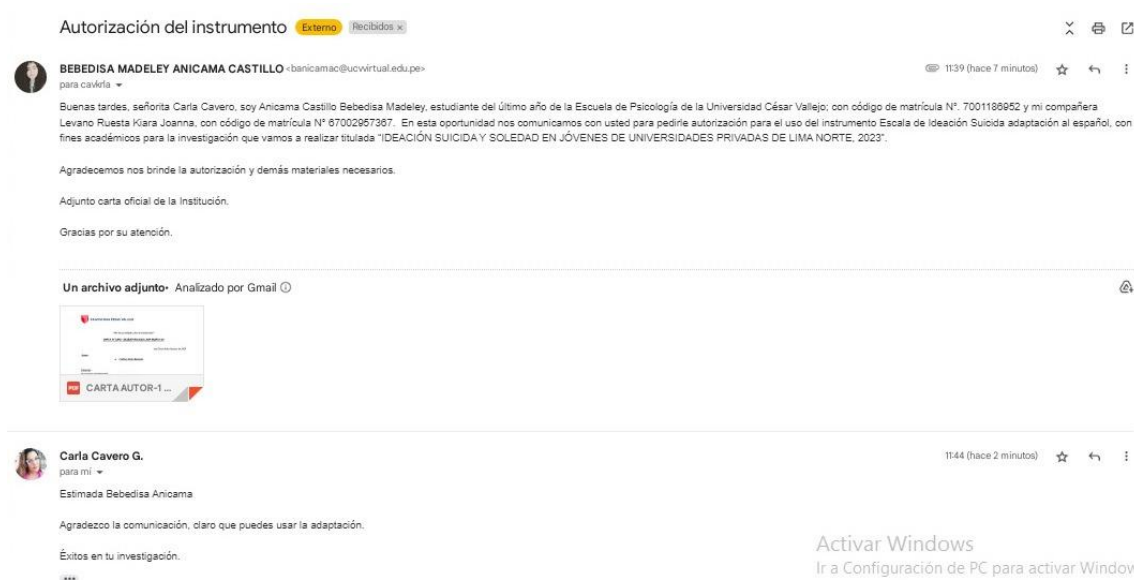 Autorización del instrumento Externo Recibidos x
BEBEDISA MADELEY ANICAMA CASTILLO <banicamac@ucvvirtual.edu.pe>
11:39 (hace 7 minutos)
para cavkrla
Buenas tardes, señorita Carla Cavero, soy Anicama Castillo Bebedisa Madeley, estudiante del último año de la Escuela de Psicología de la Universidad César Vallejo; con código de matrícula N°. 7001186952 y mi compañera
Levano Ruesta Kiara Joanna, con código de matrícula N° 67002957367. En esta oportunidad nos comunicamos con usted para pedirle autorización para el uso del instrumento Escala de Ideación Suicida adaptación al español, con
fines académicos para la investigación que vamos a realizar titulada "IDEACIÓN SUICIDA Y SOLEDAD EN JÓVENES DE UNIVERSIDADES PRIVADAS DE LIMA NORTE, 2023".
Agradecemos nos brinde la autorización y demás materiales necesarios.
Adjunto carta oficial de la Institución.
Gracias por su atención.
Un archivo adjunto• Analizado por Gmail
PDF CARTA AUTOR-1 ...
Carla Cavero G.
11:44 (hace 2 minutos)
para mí
Estimada Bebedisa Anicama
Agradezco la comunicación, claro que puedes usar la adaptación.
Éxitos en tu investigación.
Activar Windows
Ir a Configuración de PC para activar Window